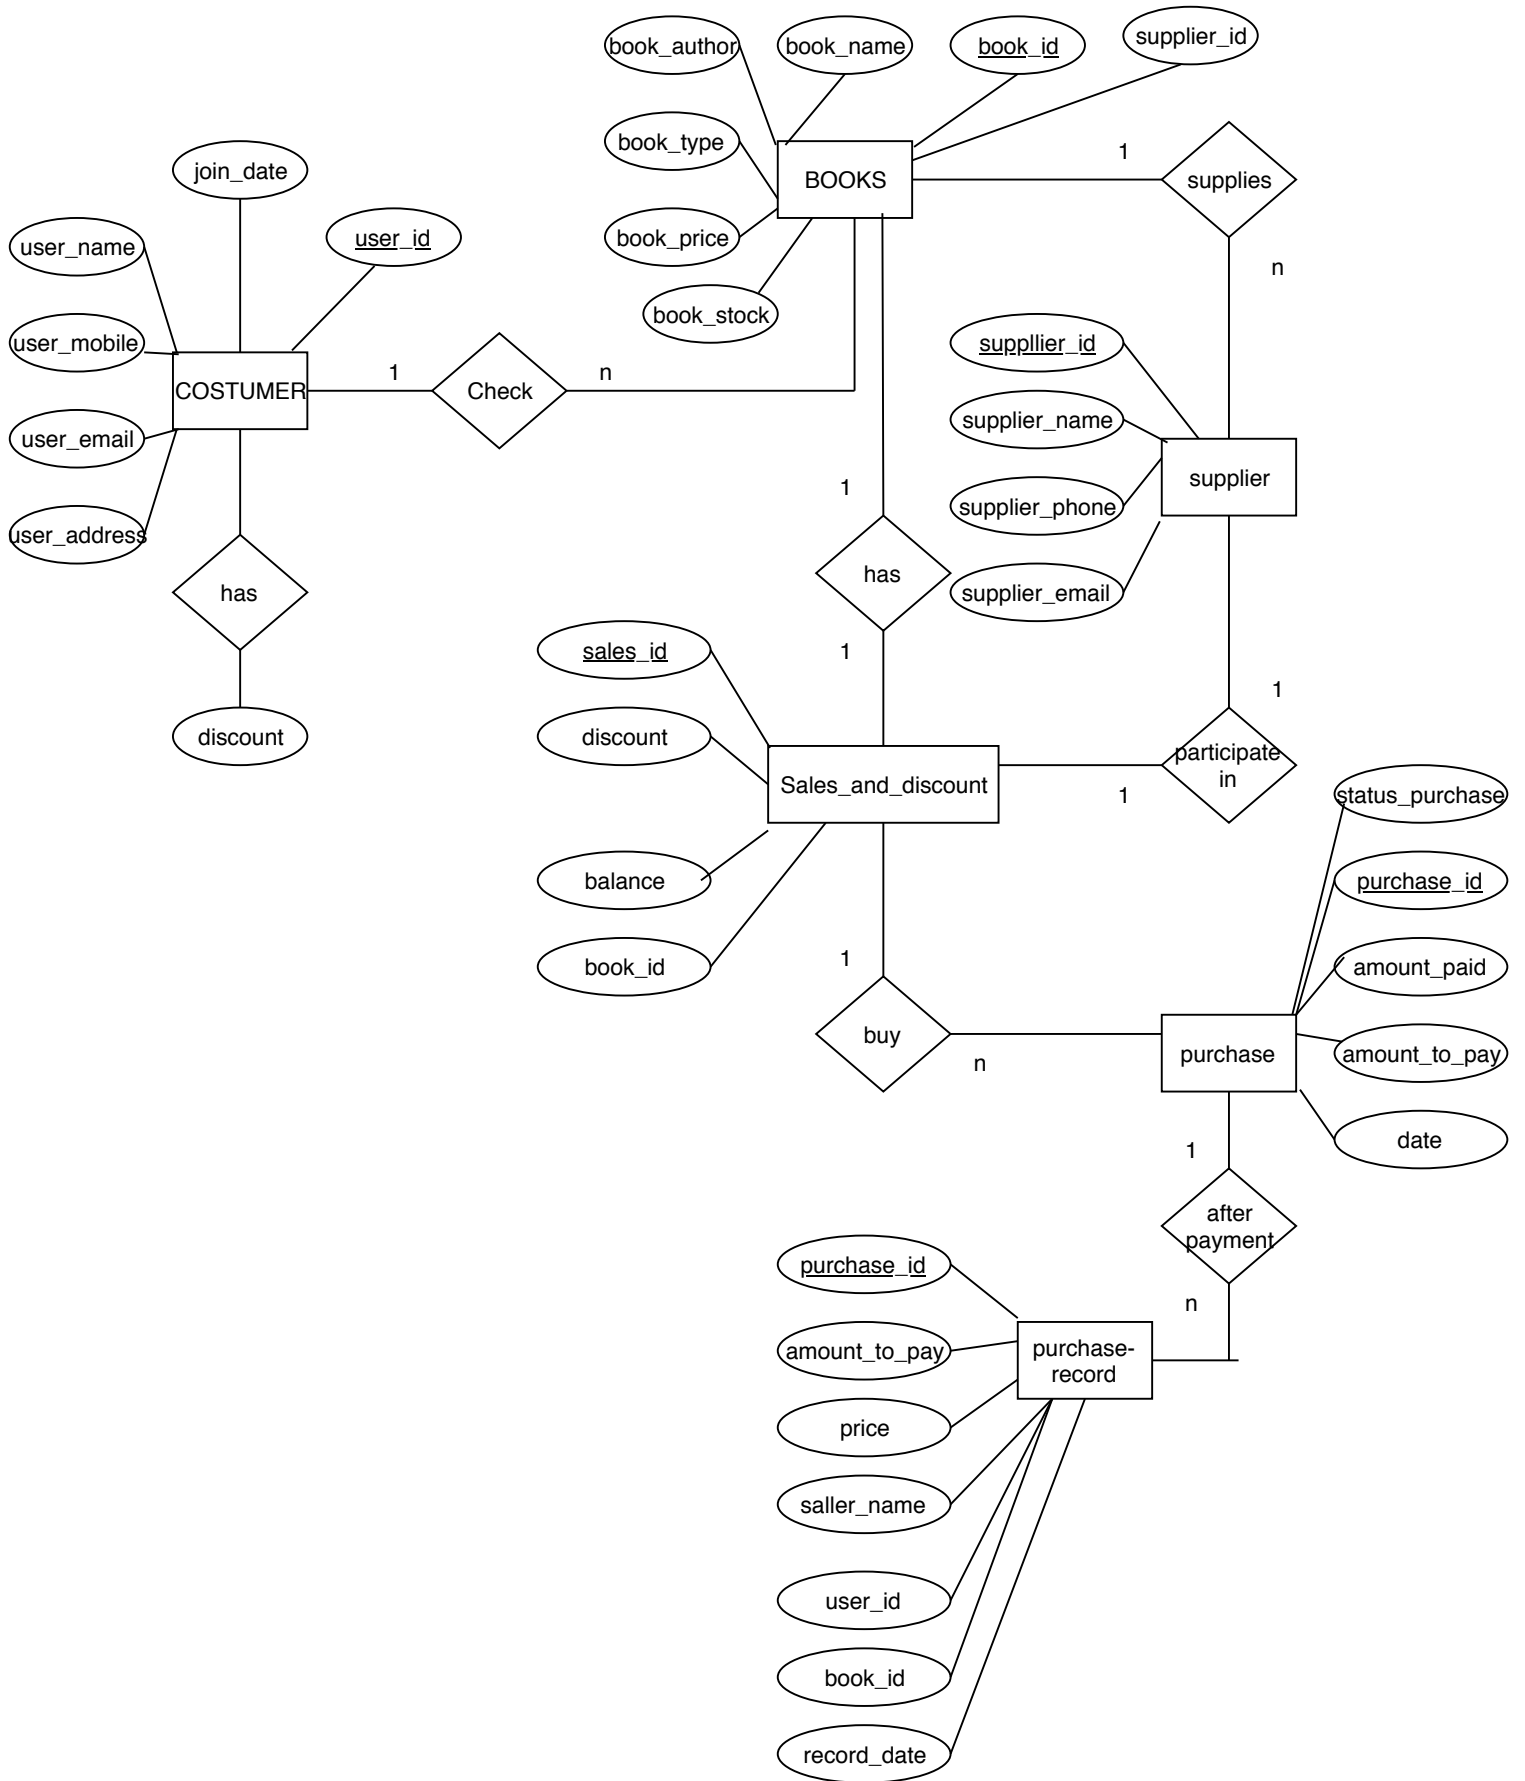 supplier_id
book_author
book_name
book_id
book_type
BOOKS
1
supplies
join_date
user_name
user_id
book_price
n
book_stock
user_mobile
suppllier_id
COSTUMER
1
Check
n
supplier_name
user_email
supplier
1
supplier_phone
user_address
has
has
supplier_email
sales_id
1
1
discount
discount
participate
in
Sales_and_discount
1
status_purchase
balance
purchase_id
1
book_id
amount_paid
buy
n
purchase
amount_to_pay
1
date
after
payment
purchase_id
n
amount_to_pay
purchase-
record
price
saller_name
user_id
book_id
record_date